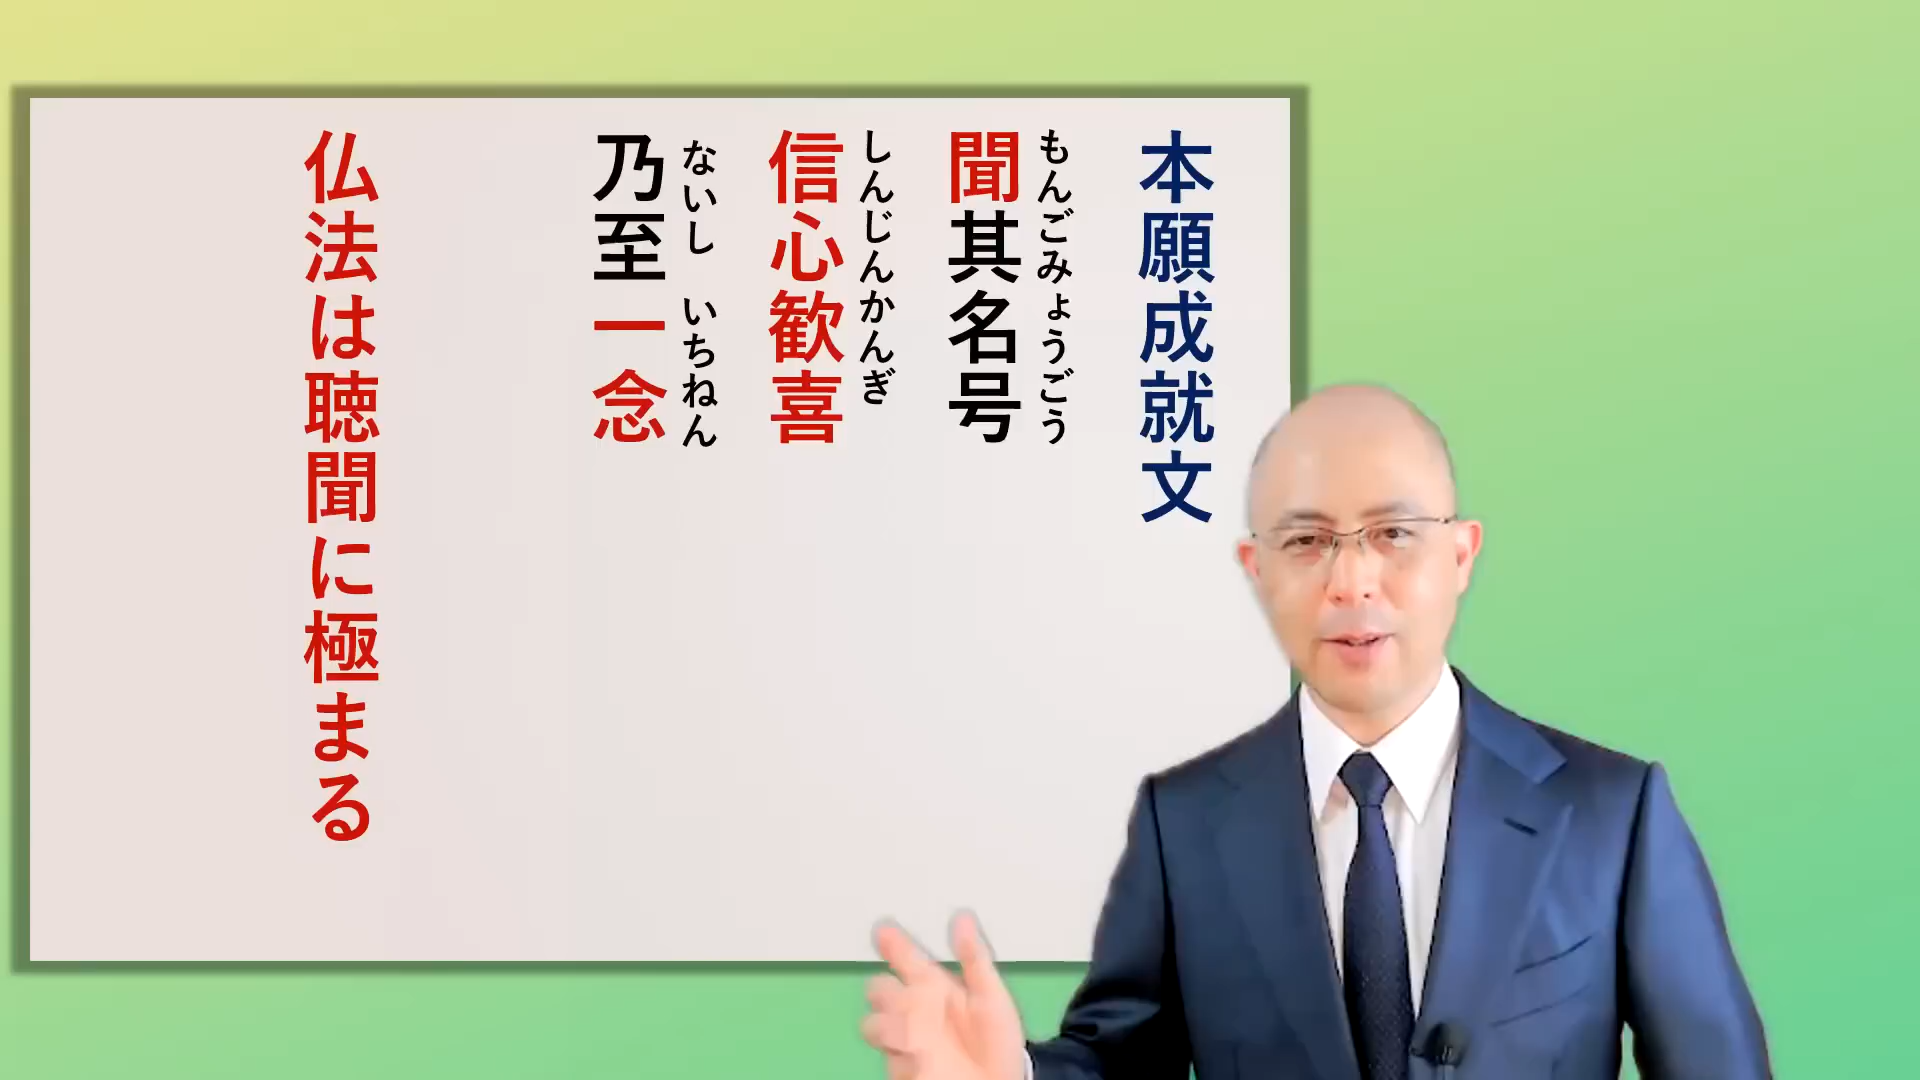 本願成就文
聞其名号
もんごみょうごう
信心歓喜
しんじんかんぎ
乃至一念
ないし いちねん
仏法は聴聞に極まる